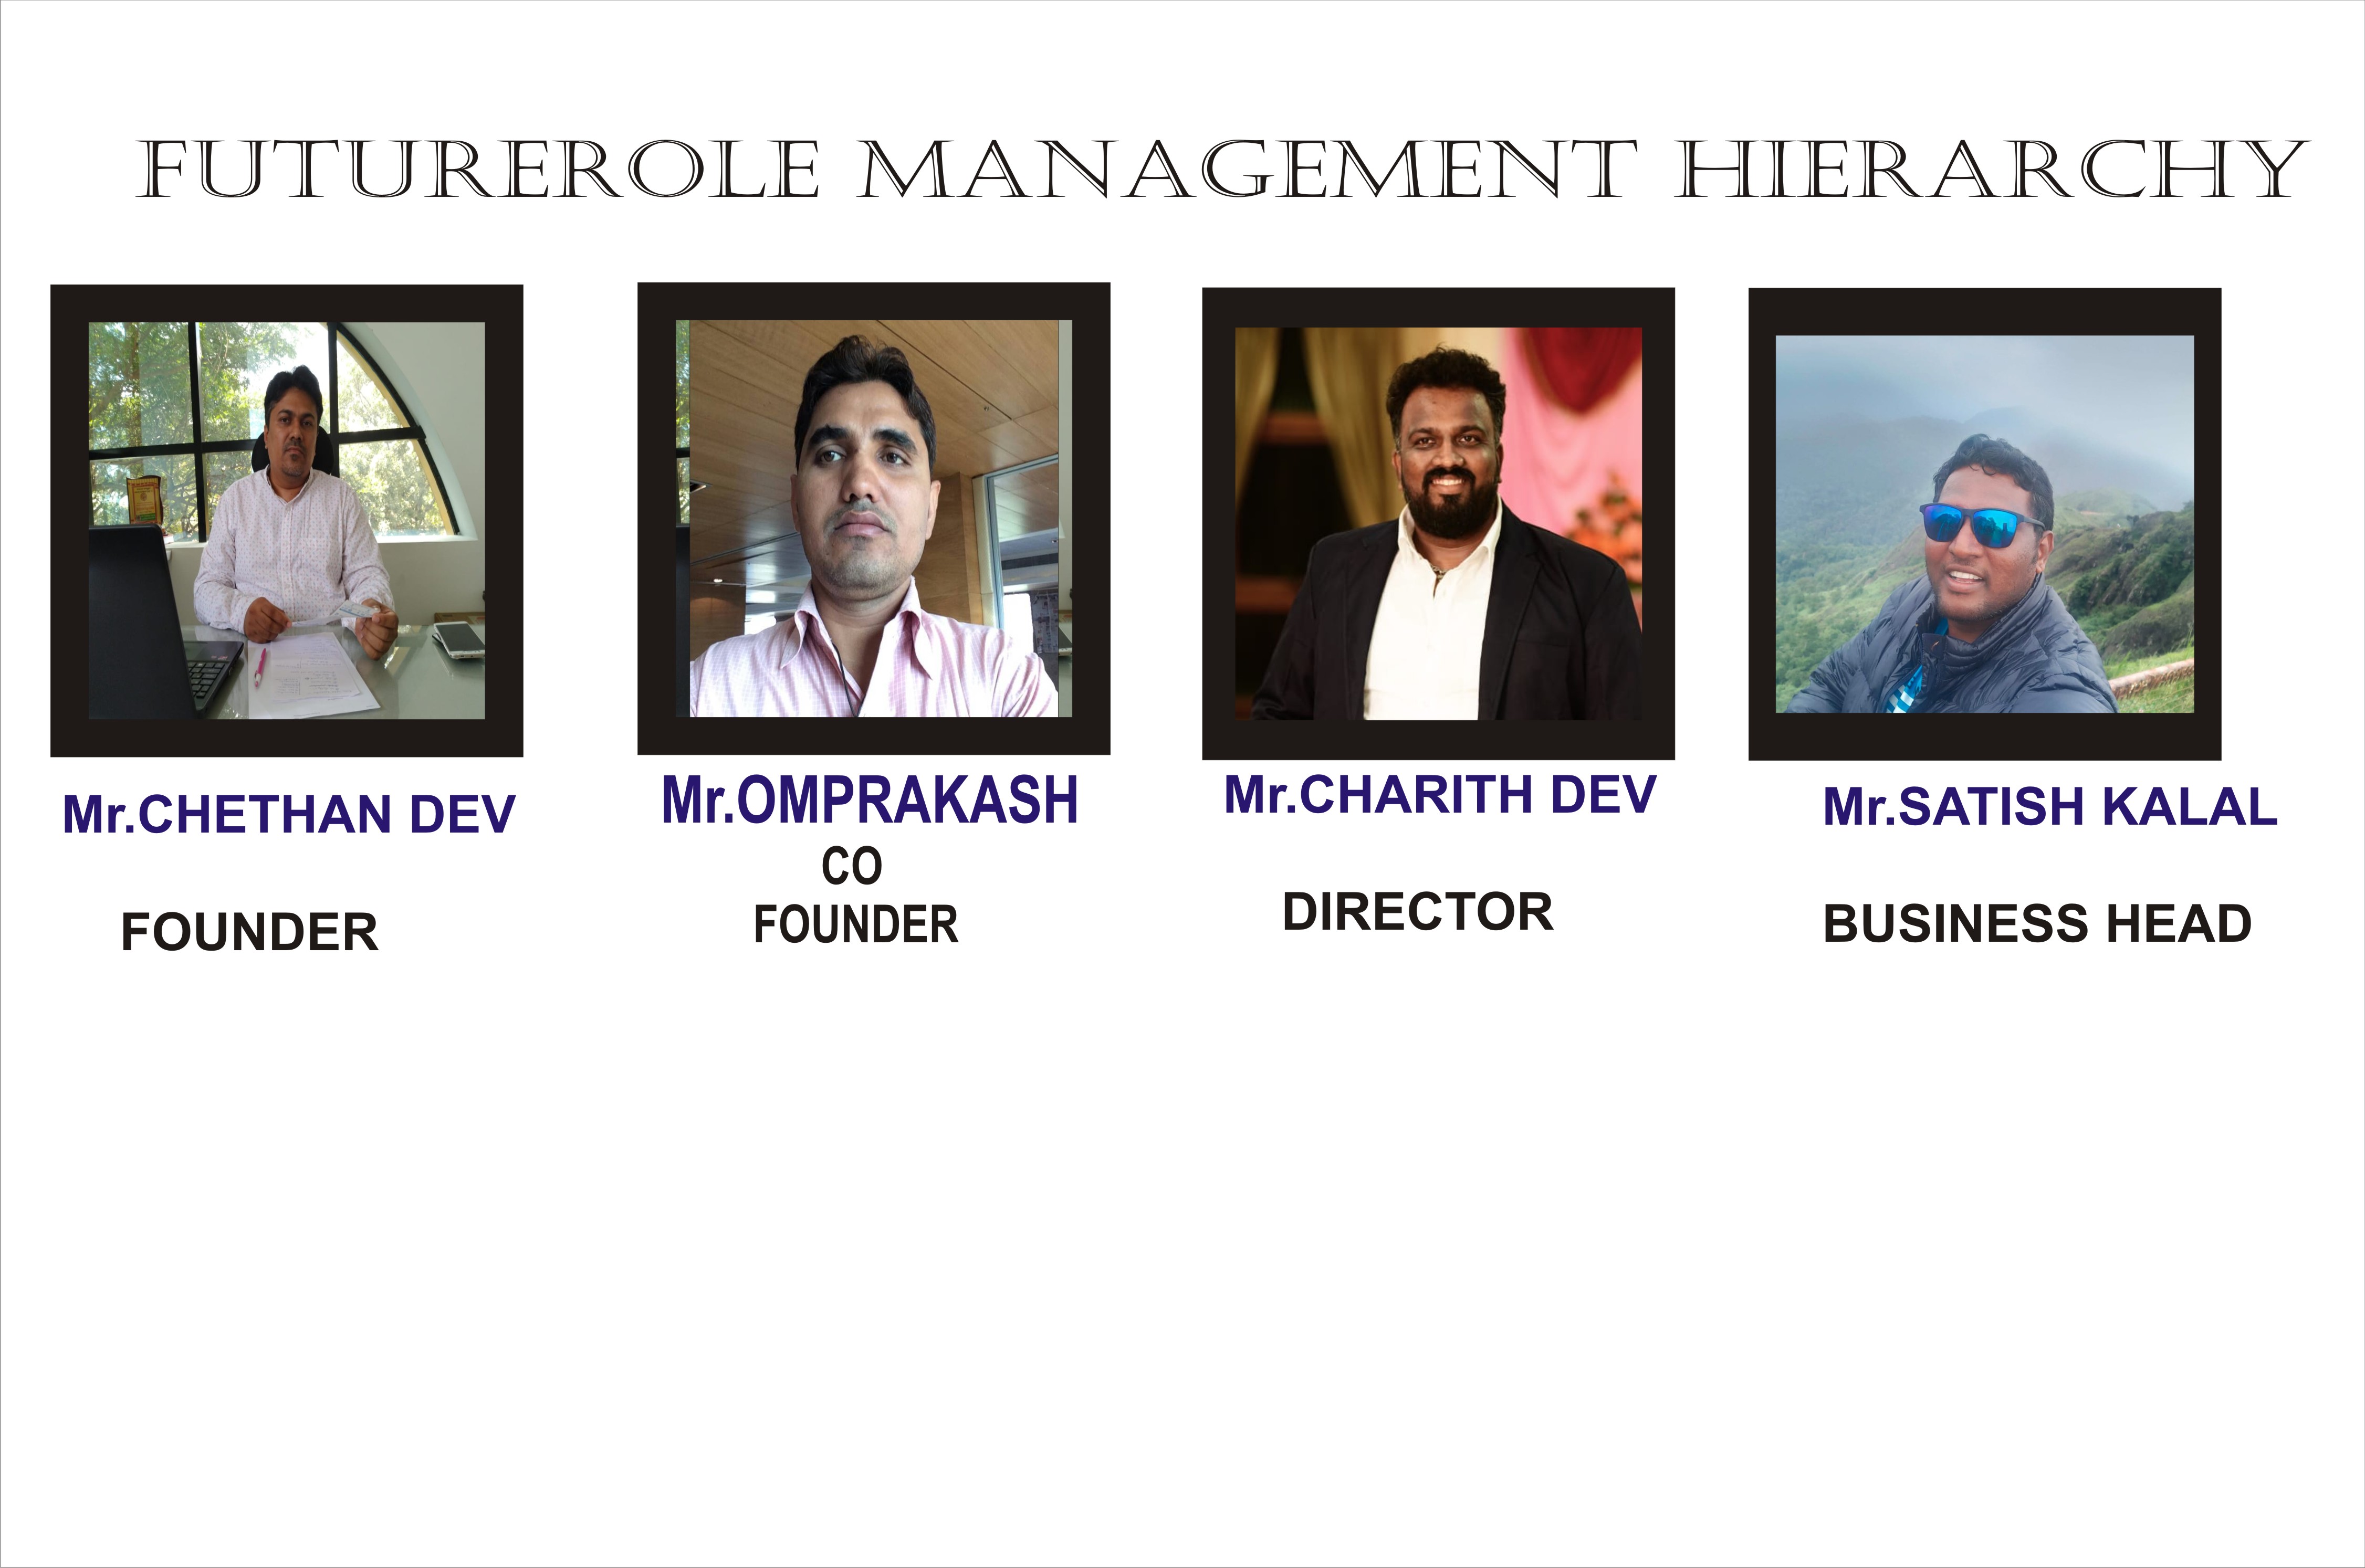 FUTUREROLE MANAGEMENT HIERARCHY
Mr.CHETHAN DEV
FOUNDER
Mr.OMPRAKASH
CO
FOUNDER
Mr.CHARITH DEV
DIRECTOR
Mr.SATISH KALAL
BUSINESS HEAD